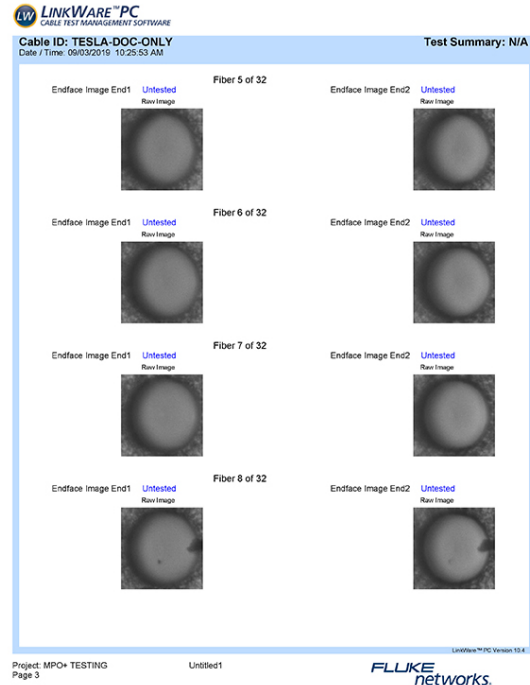 LW LINKWARE™PC
CABLE TEST MANAGEMENT SOFTWARE
Cable ID: TESLA-DOC-ONLY Test Summary: N/A
Date / Time: 09/03/2019 10:25:53 AM
Fiber 5 of 32
Endface Image End1 Untested Endface Image End2 Untested
Raw Image Raw Image
Fiber 6 of 32
Endface Image End1 Untested Endface Image End2 Untested
Raw Image Raw Image
Fiber 7 of 32
Endface Image End1 Untested Endface Image End2 Untested
Raw Image Raw Image
Fiber 8 of 32
Endface Image End1 Untested Endface Image End2 Untested
Raw Image Raw Image
LinkWare™ PC Version 10.4
Project: MPO+ TESTING Untitled1
Page 3
FLUKE
networks.